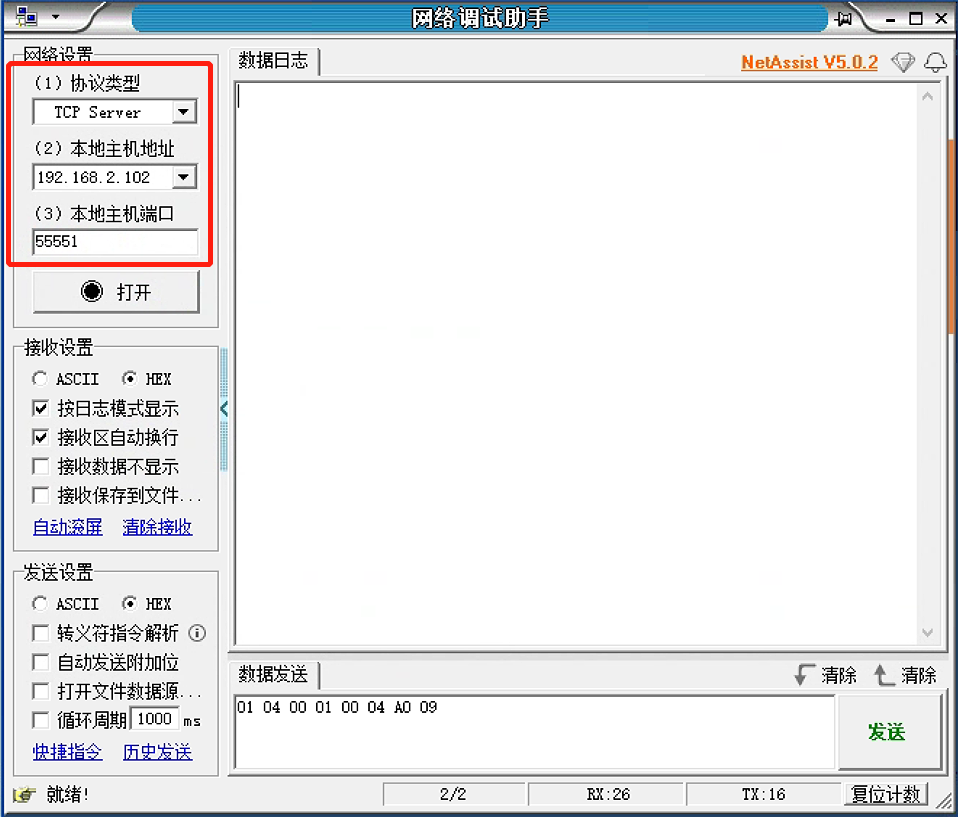 网络调试助手
网络设置
(1) 协议类型
TCP Server
(2) 本地主机地址
192.168.2.102
(3) 本地主机端口
55551
打开
接收设置
ASCII HEX
按日志模式显示
接收区自动换行
接收数据不显示
接收保存到文件...
自动滚屏 清除接收
发送设置
ASCII HEX
转义符指令解析
自动发送附加位
打开文件数据源...
循环周期 1000 ms
快捷指令 历史发送
数据日志
NetAssist V5.0.2
数据发送
清除 清除
01 04 00 01 00 04 A0 09
发送
就绪! 2/2 RX:26 TX:16 复位计数